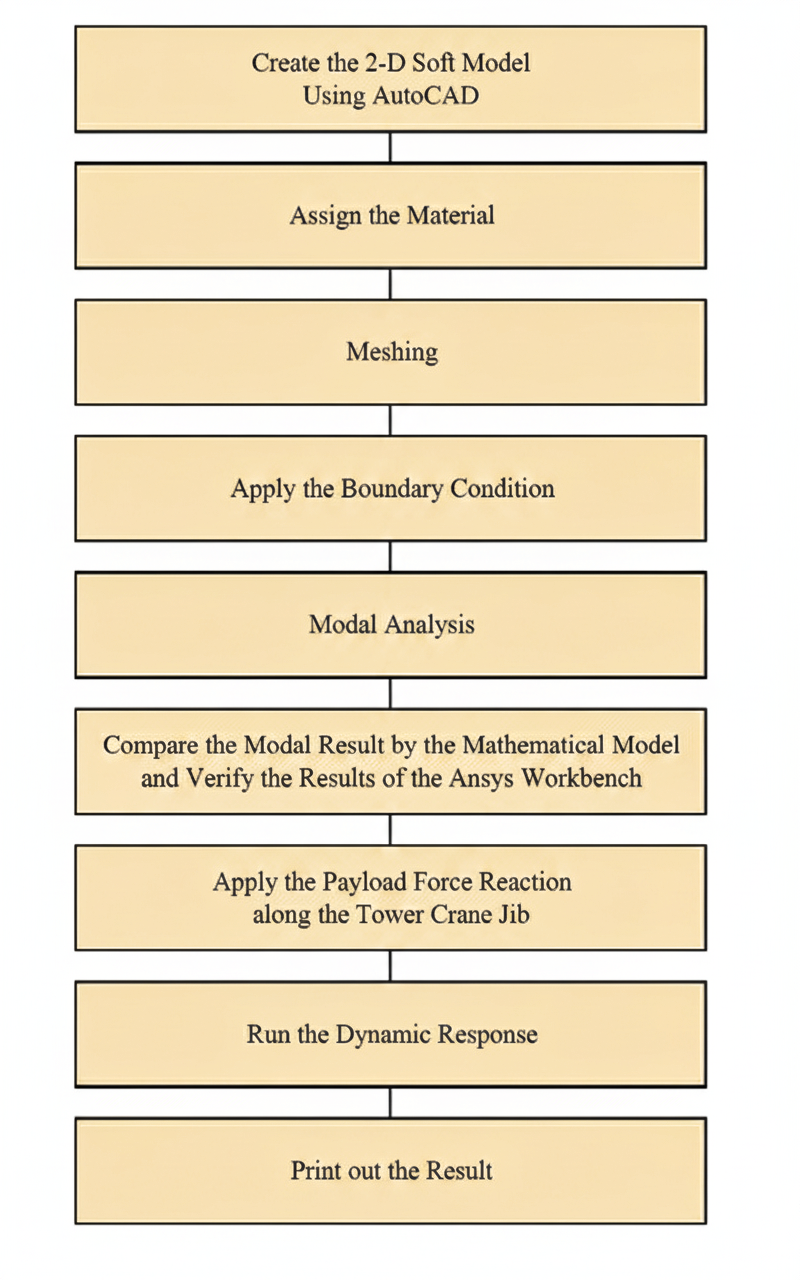 Create the 2-D Soft Model
Using AutoCAD
Assign the Material
Meshing
Apply the Boundary Condition
Modal Analysis
Compare the Modal Result by the Mathematical Model
and Verify the Results of the Ansys Workbench
Apply the Payload Force Reaction
along the Tower Crane Jib
Run the Dynamic Response
Print out the Result